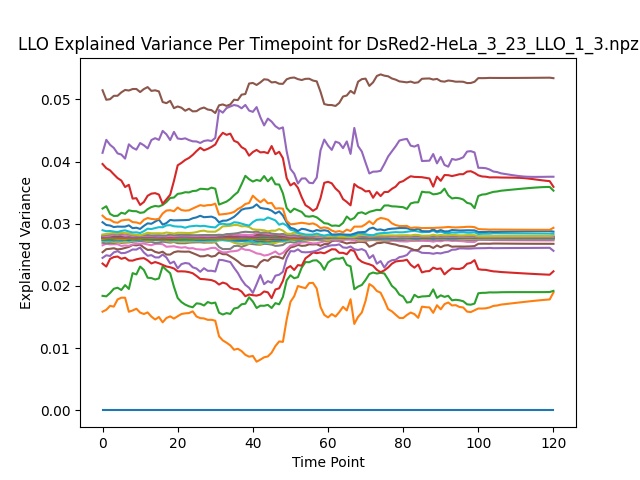 LLO Explained Variance Per Timepoint for DsRed2-HeLa_3_23_LLO_1_3.npz
0.05
0.04
0.03
0.02
0.01
0.00
Explained Variance
0 20 40 60 80 100 120
Time Point